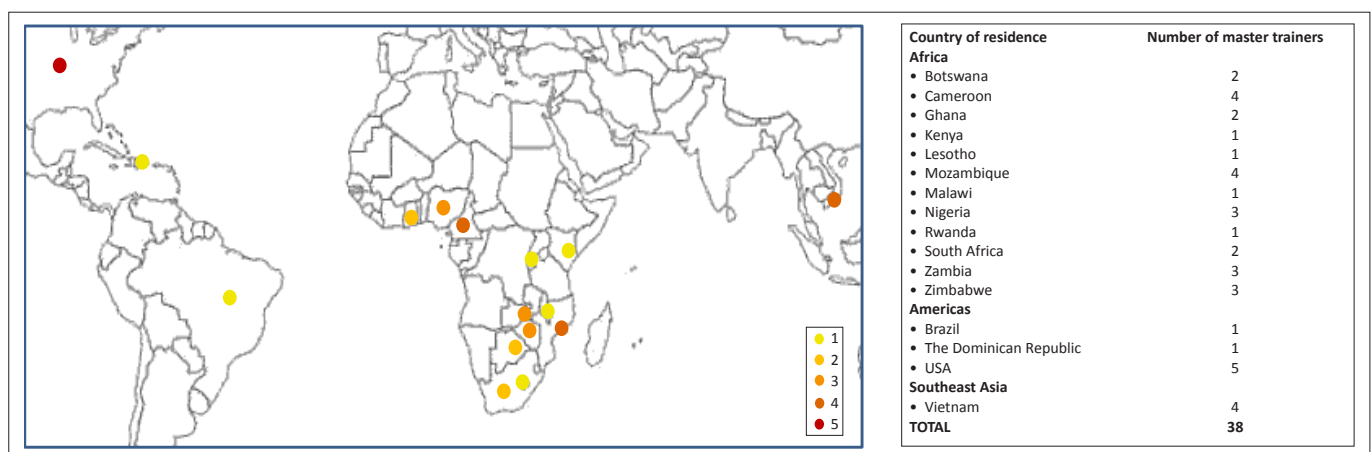 1
2
3
4
5
Country of residence Number of master trainers
Africa
• Botswana 2
• Cameroon 4
• Ghana 2
• Kenya 1
• Lesotho 1
• Mozambique 4
• Malawi 1
• Nigeria 3
• Rwanda 1
• South Africa 2
• Zambia 3
• Zimbabwe 3
Americas
• Brazil 1
• The Dominican Republic 1
• USA 5
Southeast Asia
• Vietnam 4
TOTAL 38